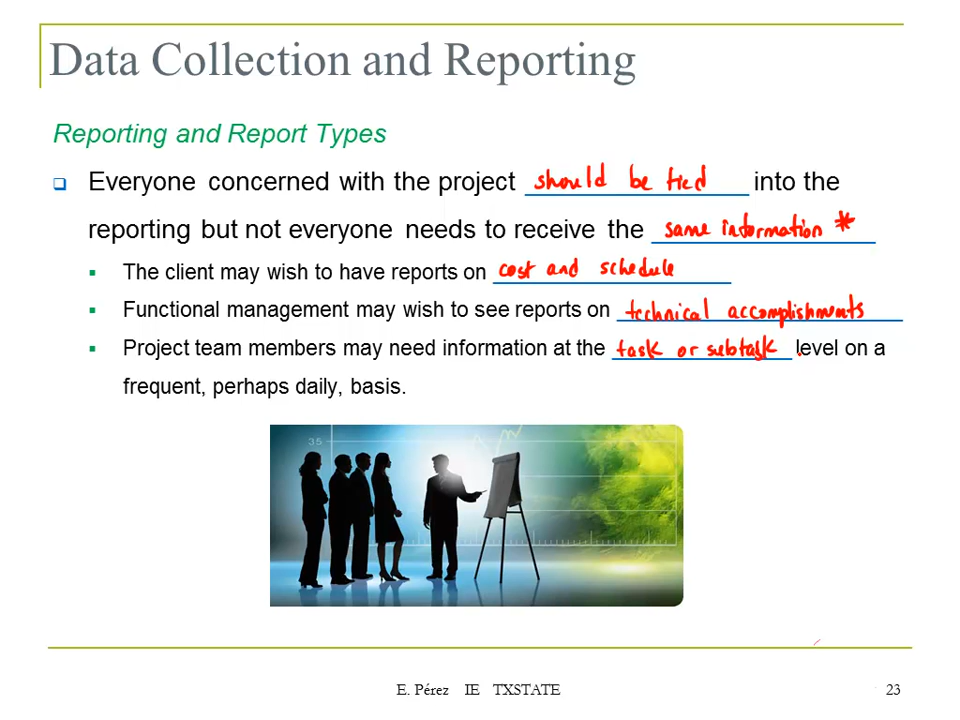 Data Collection and Reporting
Reporting and Report Types
Everyone concerned with the project should be tied into the
reporting but not everyone needs to receive the same information *
The client may wish to have reports on cost and schedule
Functional management may wish to see reports on technical accomplishments
Project team members may need information at the task or subtask level on a
frequent, perhaps daily, basis.
35
E. Pérez IE TXSTATE 23